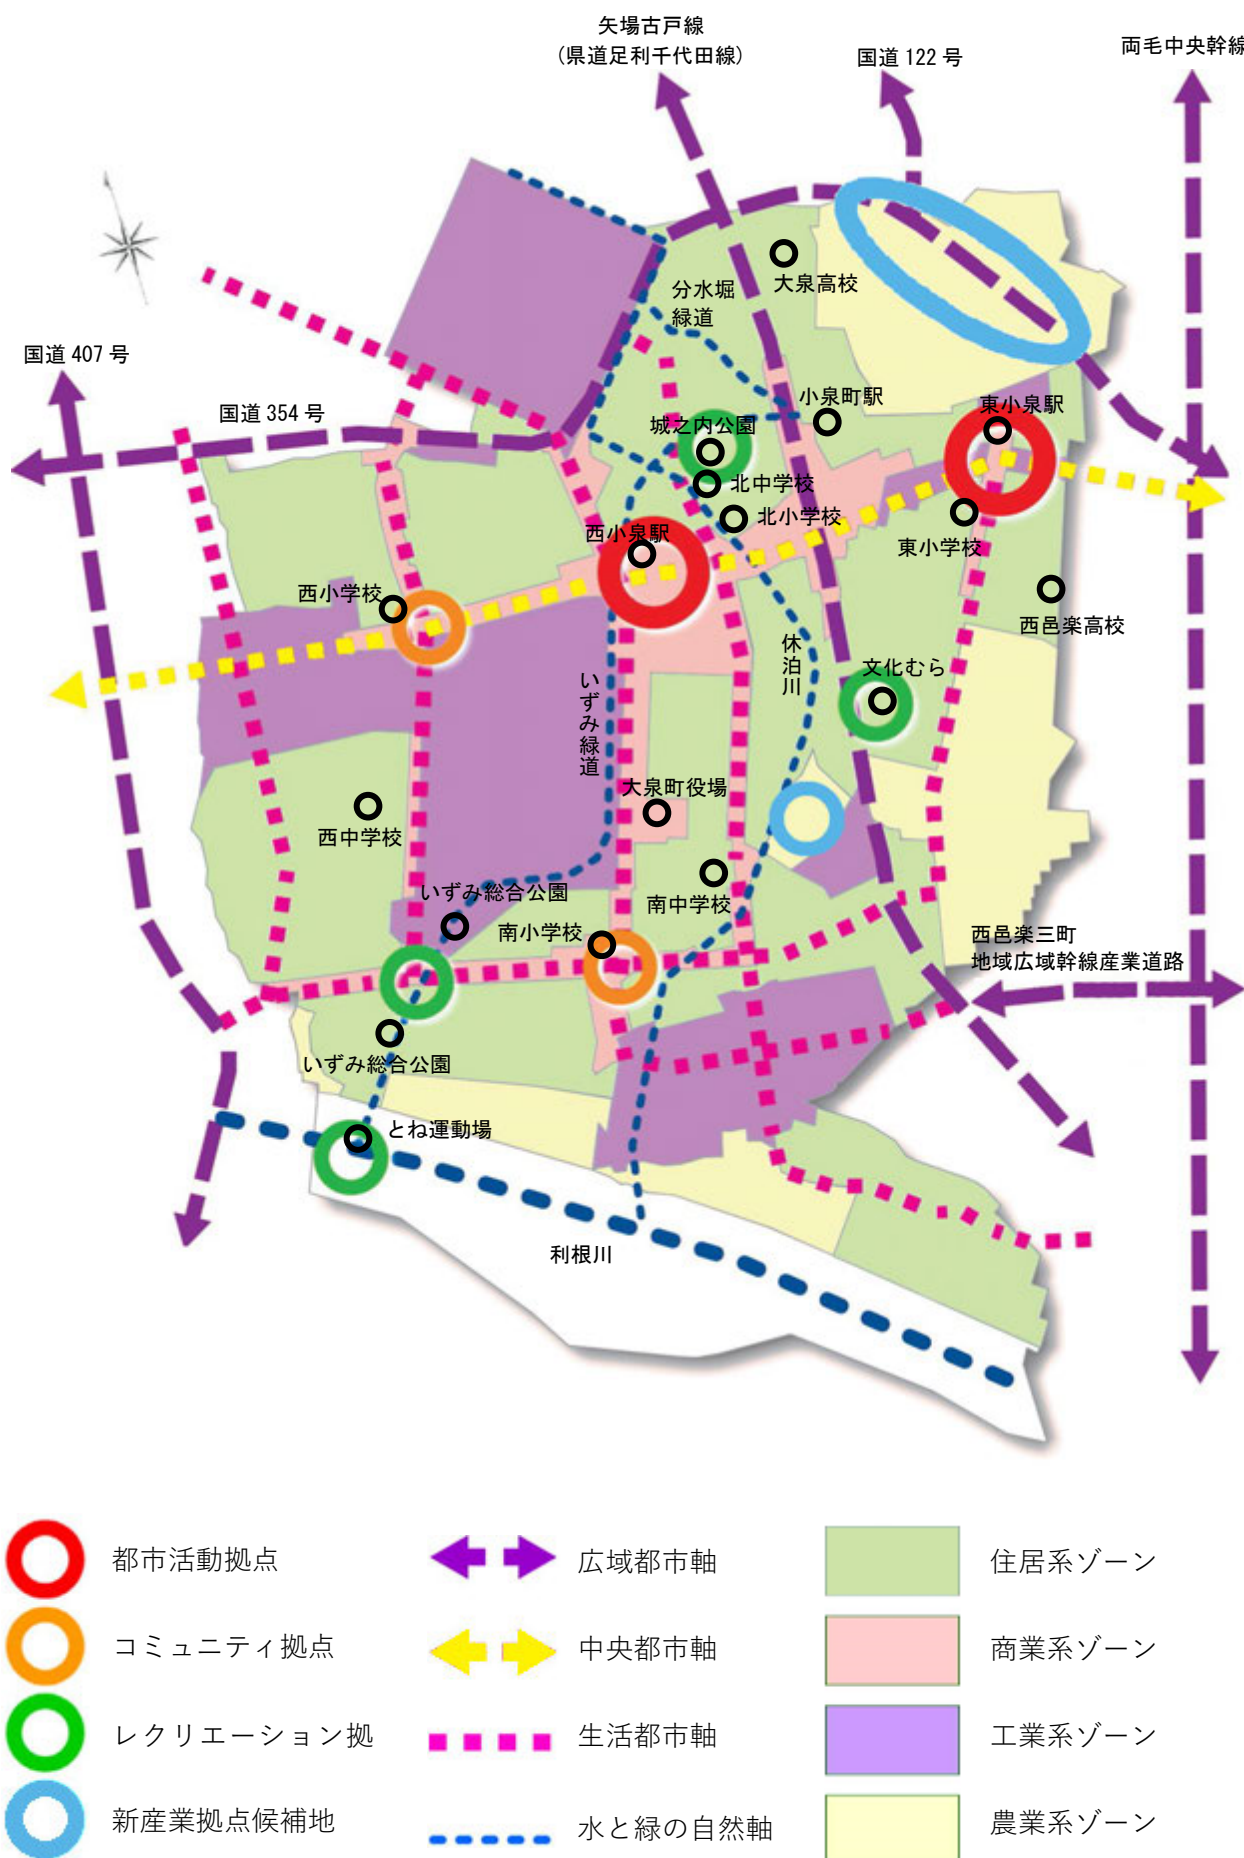 矢場古戸線
(県道足利千代田線)
国道 122 号
両毛中央幹線
大泉高校
分水堀
緑道
国道 407 号
国道 354 号
小泉町駅
東小泉駅
城之内公園
北中学校
北小学校
西小泉駅
東小学校
西小学校
西邑楽高校
休泊川
文化むら
いずみ緑道
大泉町役場
西中学校
いずみ総合公園
南中学校
南小学校
西邑楽三町
地域広域幹線産業道路
いずみ総合公園
とね運動場
利根川
都市活動拠点
広域都市軸
住居系ゾーン
コミュニティ拠点
中央都市軸
商業系ゾーン
レクリエーション拠
生活都市軸
工業系ゾーン
新産業拠点候補地
水と緑の自然軸
農業系ゾーン